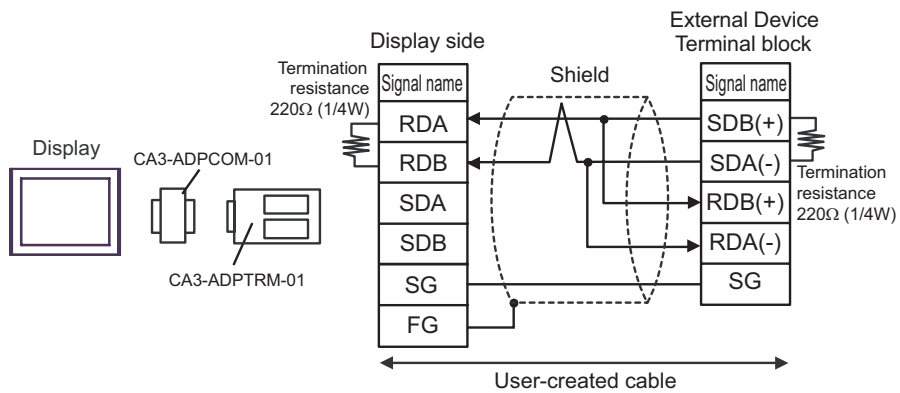 External Device
Terminal block
Display side
Termination
resistance
220Ω (1/4W)
Signal name
Shield
Signal name
RDA
SDB(+)
Display
CA3-ADPCOM-01
RDB
SDA(-)
Termination
resistance
220Ω (1/4W)
SDA
RDB(+)
SDB
RDA(-)
CA3-ADPTRM-01
SG
SG
FG
User-created cable